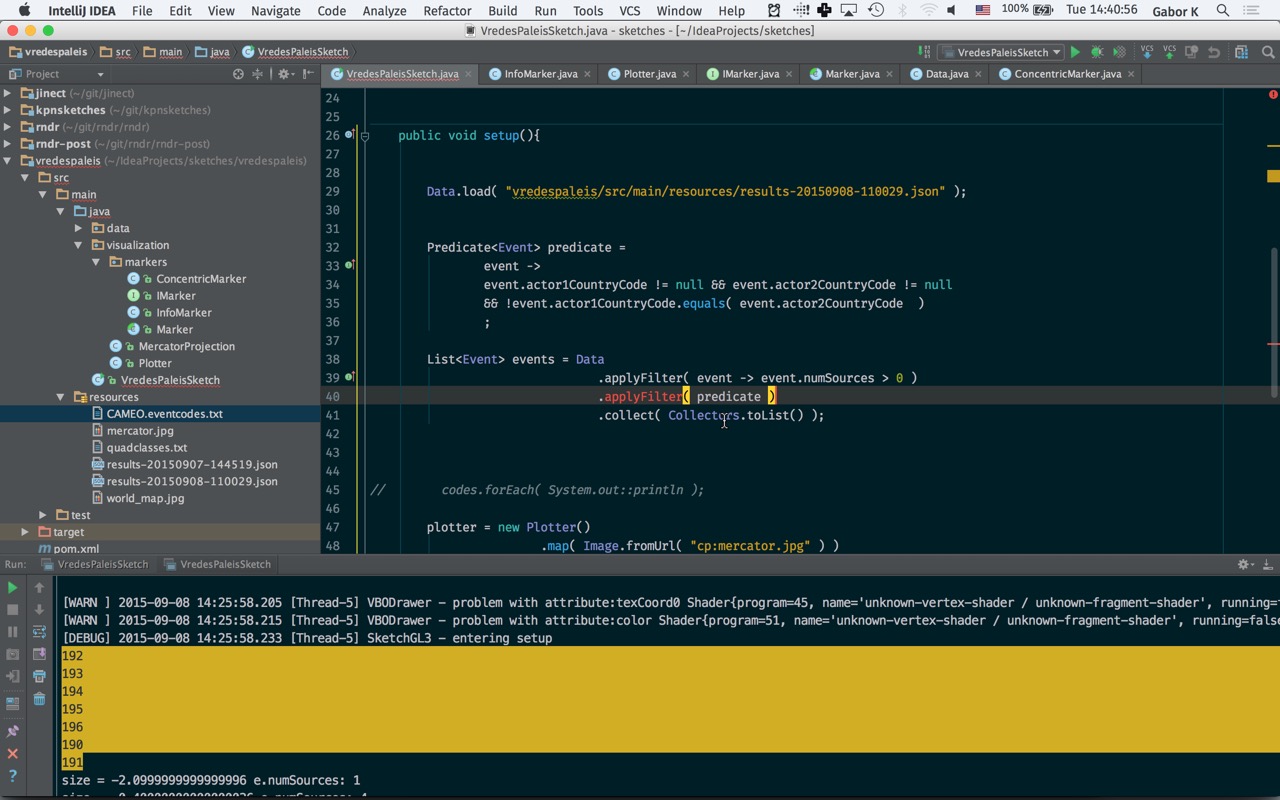 IntelliJ IDEA File Edit View Navigate Code Analyze Refactor Build Run Tools VCS Window Help 100% Tue 14:40:56 Gabor K
VredesPaleisSketch.java - sketches - [~/IdeaProjects/sketches]
vredespaleis src main java VredesPaleisSketch VredesPaleisSketch VCS VCS
Project VredesPaleisSketch.java InfoMarker.java Plotter.java IMarker.java Marker.java Data.java ConcentricMarker.java
jinect (~/git/jinect)
kpnsketches (~/git/kpnsketches)
rndr (~/git/rndr/rndr)
rndr-post (~/git/rndr/rndr-post)
vredespaleis (~/IdeaProjects/sketches/vredespaleis)
src
main
java
data
visualization
markers
ConcentricMarker
IMarker
InfoMarker
Marker
MercatorProjection
Plotter
VredesPaleisSketch
resources
CAMEO.eventcodes.txt
mercator.jpg
quadclasses.txt
results-20150907-144519.json
results-20150908-110029.json
world_map.jpg
test
target
pom.xml
24
25
26 public void setup(){
27
28
29 Data.load( "vredespaleis/src/main/resources/results-20150908-110029.json" );
30
31
32 Predicate<Event> predicate =
33 event ->
34 event.actor1CountryCode != null && event.actor2CountryCode != null
35 && !event.actor1CountryCode.equals( event.actor2CountryCode )
36 ;
37
38 List<Event> events = Data
39 .applyFilter( event -> event.numSources > 0 )
40 .applyFilter( predicate )
41 .collect( Collectors.toList() );
42
43
44
45 // codes.forEach( System.out::println );
46
47 plotter = new Plotter()
48 .map( Image.fromUrl( "cp:mercator.jpg" ) )
Run: VredesPaleisSketch VredesPaleisSketch
[WARN ] 2015-09-08 14:25:58.205 [Thread-5] VBODrawer - problem with attribute:texCoord0 Shader{program=45, name='unknown-vertex-shader / unknown-fragment-shader', running=
[WARN ] 2015-09-08 14:25:58.215 [Thread-5] VBODrawer - problem with attribute:color Shader{program=51, name='unknown-vertex-shader / unknown-fragment-shader', running=false
[DEBUG] 2015-09-08 14:25:58.233 [Thread-5] SketchGL3 - entering setup
192
193
194
195
196
190
191
size = -2.0999999999999996 e.numSources: 1